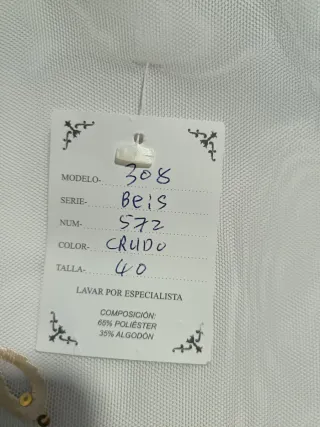 MODELO- 308
SERIE- Beis
NUM- 572
COLOR- CRUDO
TALLA- 40
LAVAR POR ESPECIALISTA
COMPOSICIÓN:
65% POLIÉSTER
35% ALGODÓN